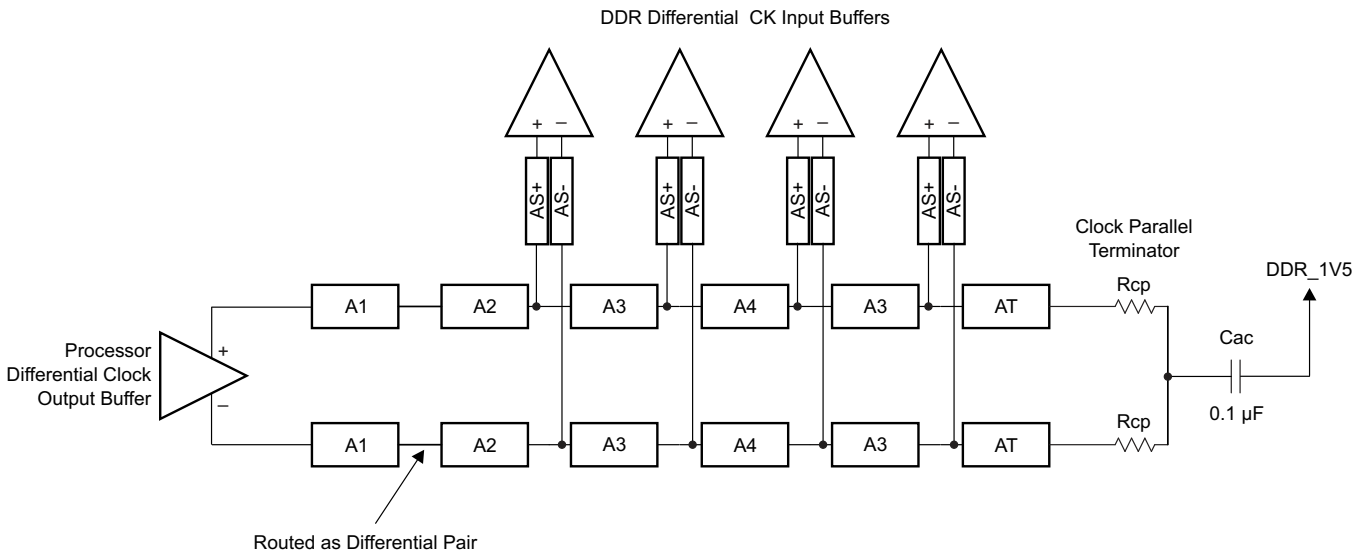 DDR Differential CK Input Buffers
+ −
+ −
+ −
+ −
AS+
AS-
AS+
AS-
AS+
AS-
AS+
AS-
Clock Parallel
Terminator
DDR_1V5
A1
A2
A3
A4
A3
AT
Rcp
Processor
Differential Clock
Output Buffer
+
−
Cac
0.1 µF
A1
A2
A3
A4
A3
AT
Rcp
Routed as Differential Pair